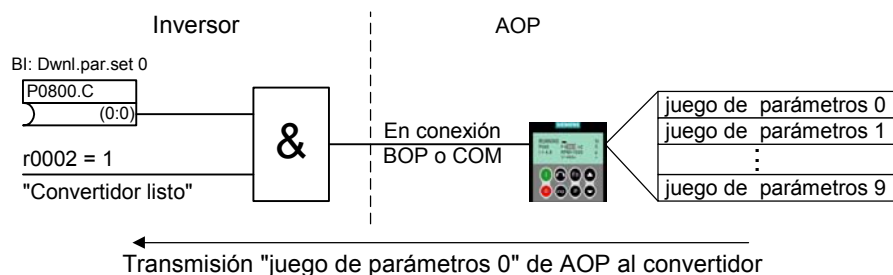 Inversor
AOP
BI: Dwnl.par.set 0
P0800.C
(0:0)
r0002 = 1
"Convertidor listo"
&
En conexión
BOP o COM
SIEMENS
juego de parámetros 0
juego de parámetros 1
⋮
juego de parámetros 9
Transmisión "juego de parámetros 0" de AOP al convertidor